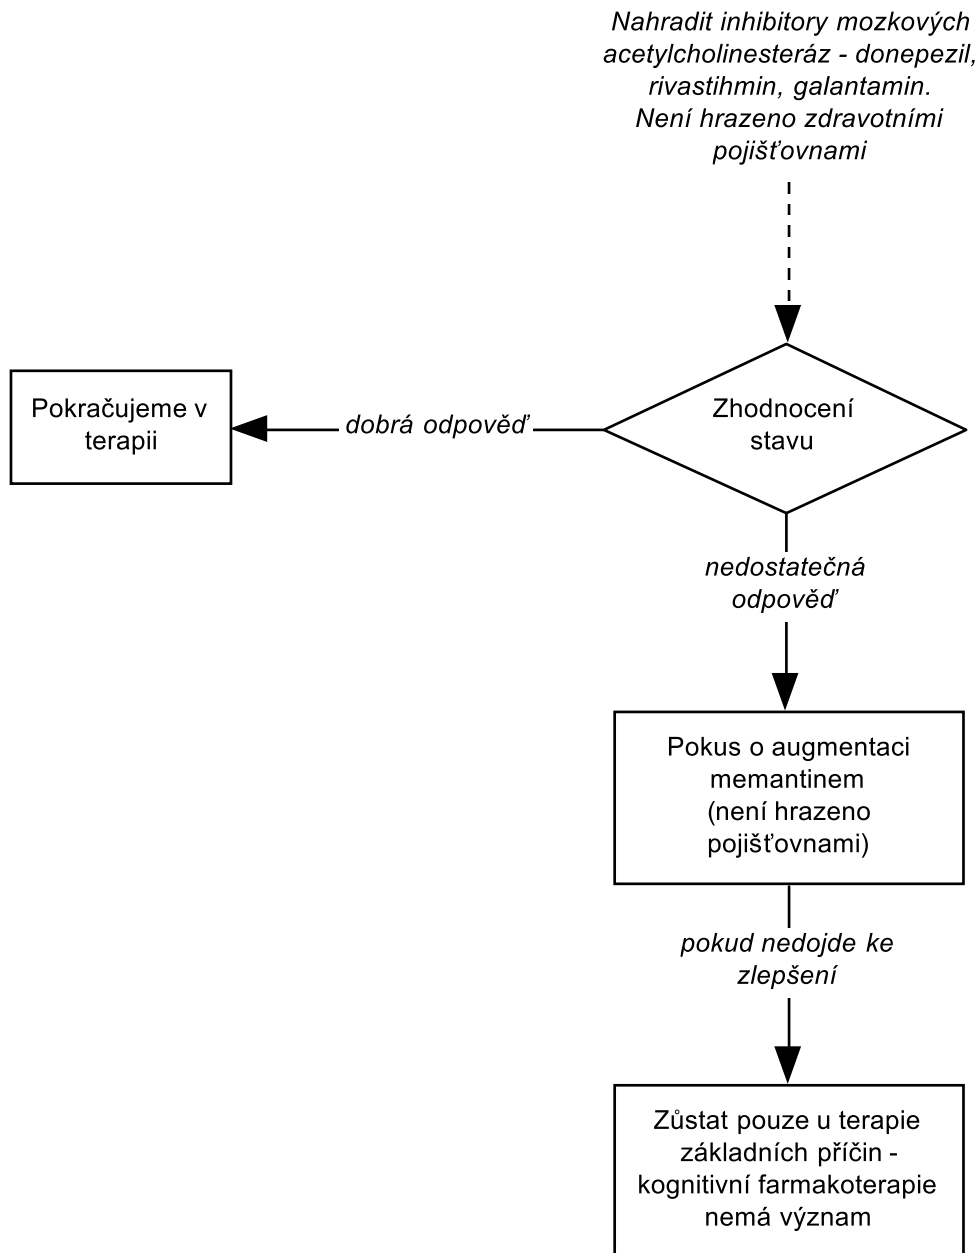 Nahradit inhibitory mozkových
acetylcholinesteráz - donepezil,
rivastihmin, galantamin.
Není hrazeno zdravotními
pojišťovnami
Zhodnocení
stavu
dobrá odpověď
Pokračujeme v
terapii
nedostatečná
odpověď
Pokus o augmentaci
memantinem
(není hrazeno
pojišťovnami)
pokud nedojde ke
zlepšení
Zůstat pouze u terapie
základních příčin -
kognitivní farmakoterapie
nemá význam